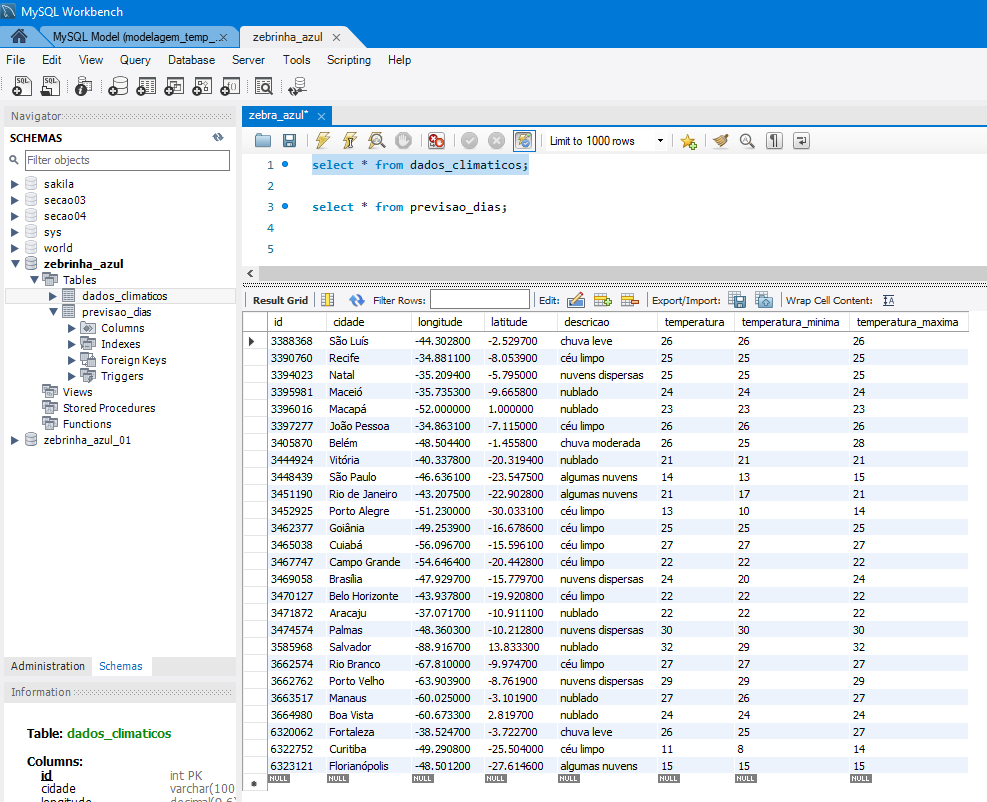 MySQL Workbench
MySQL Model (modelagem_temp_...× zebrinha_azul ×
File Edit View Query Database Server Tools Scripting Help
SQL SQL
Navigator
SCHEMAS
Filter objects
sakila
secao03
secao04
sys
world
zebrinha_azul
Tables
dados_climaticos
previsao_dias
Columns
Indexes
Foreign Keys
Triggers
Views
Stored Procedures
Functions
zebrinha_azul_01
Administration Schemas
Information
Table: dados_climaticos
Columns:
id int PK
cidade varchar(100
longitude decimal(9,6)
zebra_azul* ×
Limit to 1000 rows
1 select * from dados_climaticos;
2
3 select * from previsao_dias;
4
5
Result Grid Filter Rows: Edit: Export/Import: Wrap Cell Content:
id cidade longitude latitude descricao temperatura temperatura_minima temperatura_maxima
3388368 São Luís -44.302800 -2.529700 chuva leve 26 26 26
3390760 Recife -34.881100 -8.053900 céu limpo 25 25 25
3394023 Natal -35.209400 -5.795000 nuvens dispersas 25 25 25
3395981 Maceió -35.735300 -9.665800 nublado 24 24 24
3396016 Macapá -52.000000 1.000000 nublado 23 23 23
3397277 João Pessoa -34.863100 -7.115000 céu limpo 26 26 26
3405870 Belém -48.504400 -1.455800 chuva moderada 26 25 28
3444924 Vitória -40.337800 -20.319400 nublado 21 21 21
3448439 São Paulo -46.636100 -23.547500 algumas nuvens 14 13 15
3451190 Rio de Janeiro -43.207500 -22.902800 algumas nuvens 21 17 21
3452925 Porto Alegre -51.230000 -30.033100 céu limpo 13 10 14
3462377 Goiânia -49.253900 -16.678600 céu limpo 25 25 25
3465038 Cuiabá -56.096700 -15.596100 céu limpo 27 27 27
3467747 Campo Grande -54.646400 -20.442800 céu limpo 22 22 22
3469058 Brasília -47.929700 -15.779700 nuvens dispersas 24 20 24
3470127 Belo Horizonte -43.937800 -19.920800 céu limpo 22 22 22
3471872 Aracaju -37.071700 -10.911100 nublado 22 22 22
3474574 Palmas -48.360300 -10.212800 nuvens dispersas 30 30 30
3585968 Salvador -88.916700 13.833300 nublado 32 29 32
3662574 Rio Branco -67.810000 -9.974700 céu limpo 27 27 27
3662762 Porto Velho -63.903900 -8.761900 nuvens dispersas 29 29 29
3663517 Manaus -60.025000 -3.101900 nublado 27 26 27
3664980 Boa Vista -60.673300 2.819700 nublado 24 24 24
6320062 Fortaleza -38.524700 -3.722700 chuva leve 26 25 27
6322752 Curitiba -49.290800 -25.504000 céu limpo 11 8 14
6323121 Florianópolis -48.501200 -27.614600 algumas nuvens 15 15 15
NULL NULL NULL NULL NULL NULL NULL NULL